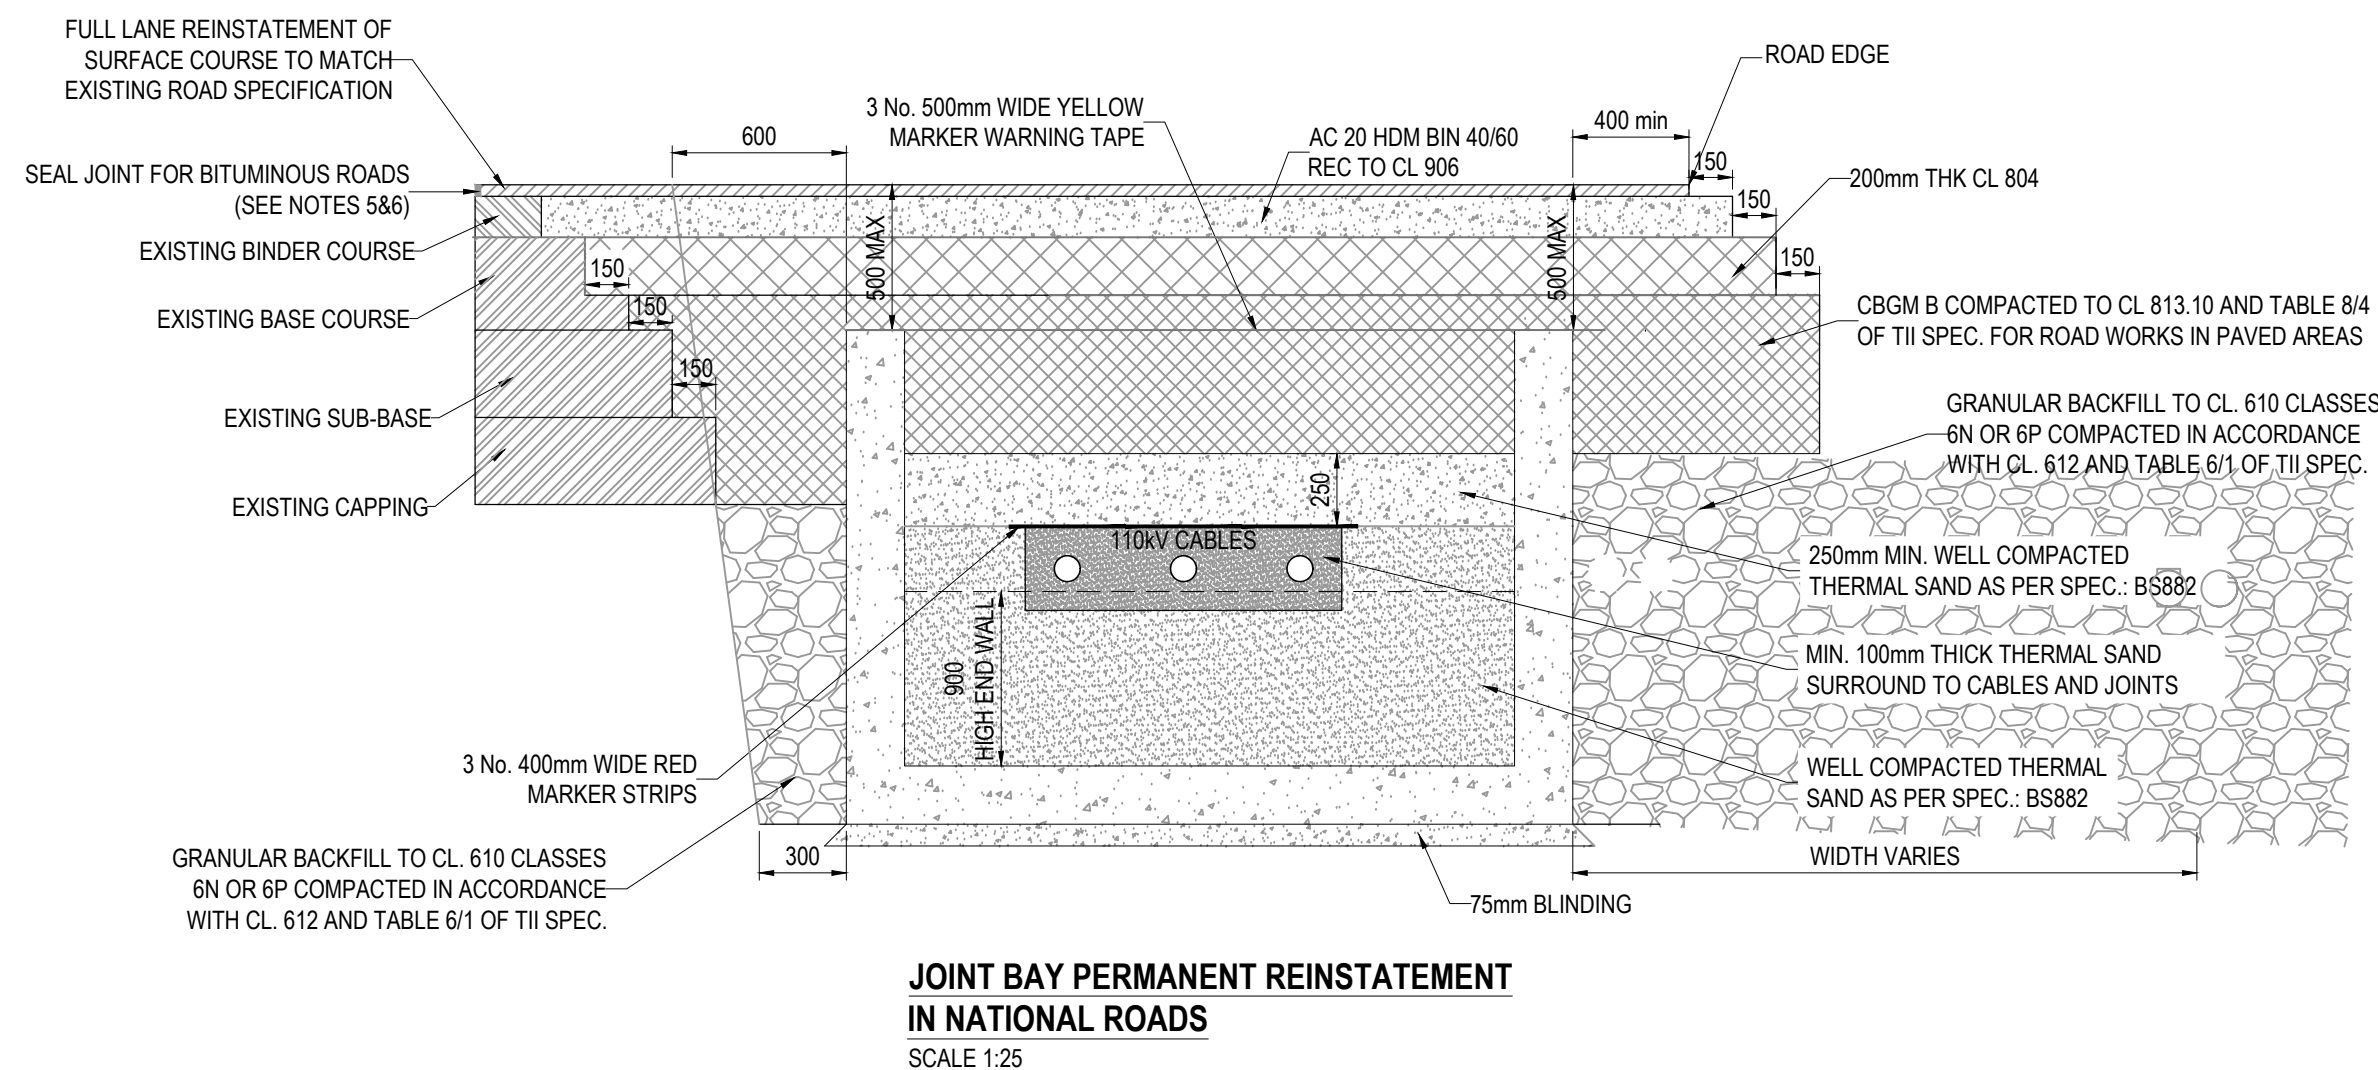 FULL LANE REINSTATEMENT OF
SURFACE COURSE TO MATCH
EXISTING ROAD SPECIFICATION
ROAD EDGE
3 No. 500mm WIDE YELLOW
MARKER WARNING TAPE
600
AC 20 HDM BIN 40/60
REC TO CL 906
400 min
150
SEAL JOINT FOR BITUMINOUS ROADS
(SEE NOTES 5&6)
200mm THK CL 804
150
EXISTING BINDER COURSE
500 MAX
500 MAX
150
150
EXISTING BASE COURSE
150
CBGM B COMPACTED TO CL 813.10 AND TABLE 8/4
OF TII SPEC. FOR ROAD WORKS IN PAVED AREAS
150
EXISTING SUB-BASE
GRANULAR BACKFILL TO CL. 610 CLASSES
6N OR 6P COMPACTED IN ACCORDANCE
WITH CL. 612 AND TABLE 6/1 OF TII SPEC.
250
EXISTING CAPPING
110kV CABLES
250mm MIN. WELL COMPACTED
THERMAL SAND AS PER SPEC.: BS882
900
HIGH END WALL
MIN. 100mm THICK THERMAL SAND
SURROUND TO CABLES AND JOINTS
3 No. 400mm WIDE RED
MARKER STRIPS
WELL COMPACTED THERMAL
SAND AS PER SPEC.: BS882
GRANULAR BACKFILL TO CL. 610 CLASSES
6N OR 6P COMPACTED IN ACCORDANCE
WITH CL. 612 AND TABLE 6/1 OF TII SPEC.
300
WIDTH VARIES
75mm BLINDING
JOINT BAY PERMANENT REINSTATEMENT
IN NATIONAL ROADS
SCALE 1:25